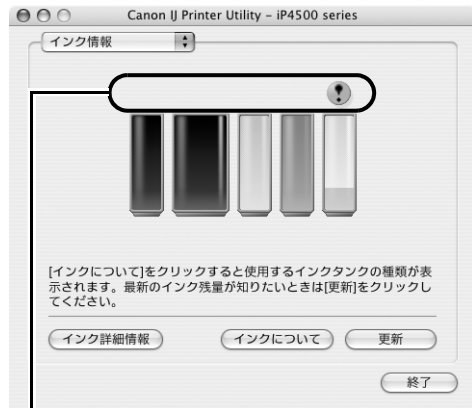 Canon IJ Printer Utility – iP4500 series
インク情報
[インクについて]をクリックすると使用するインクタンクの種類が表
示されます。最新のインク残量が知りたいときは[更新]をクリックし
てください。
インク詳細情報
インクについて
更新
終了